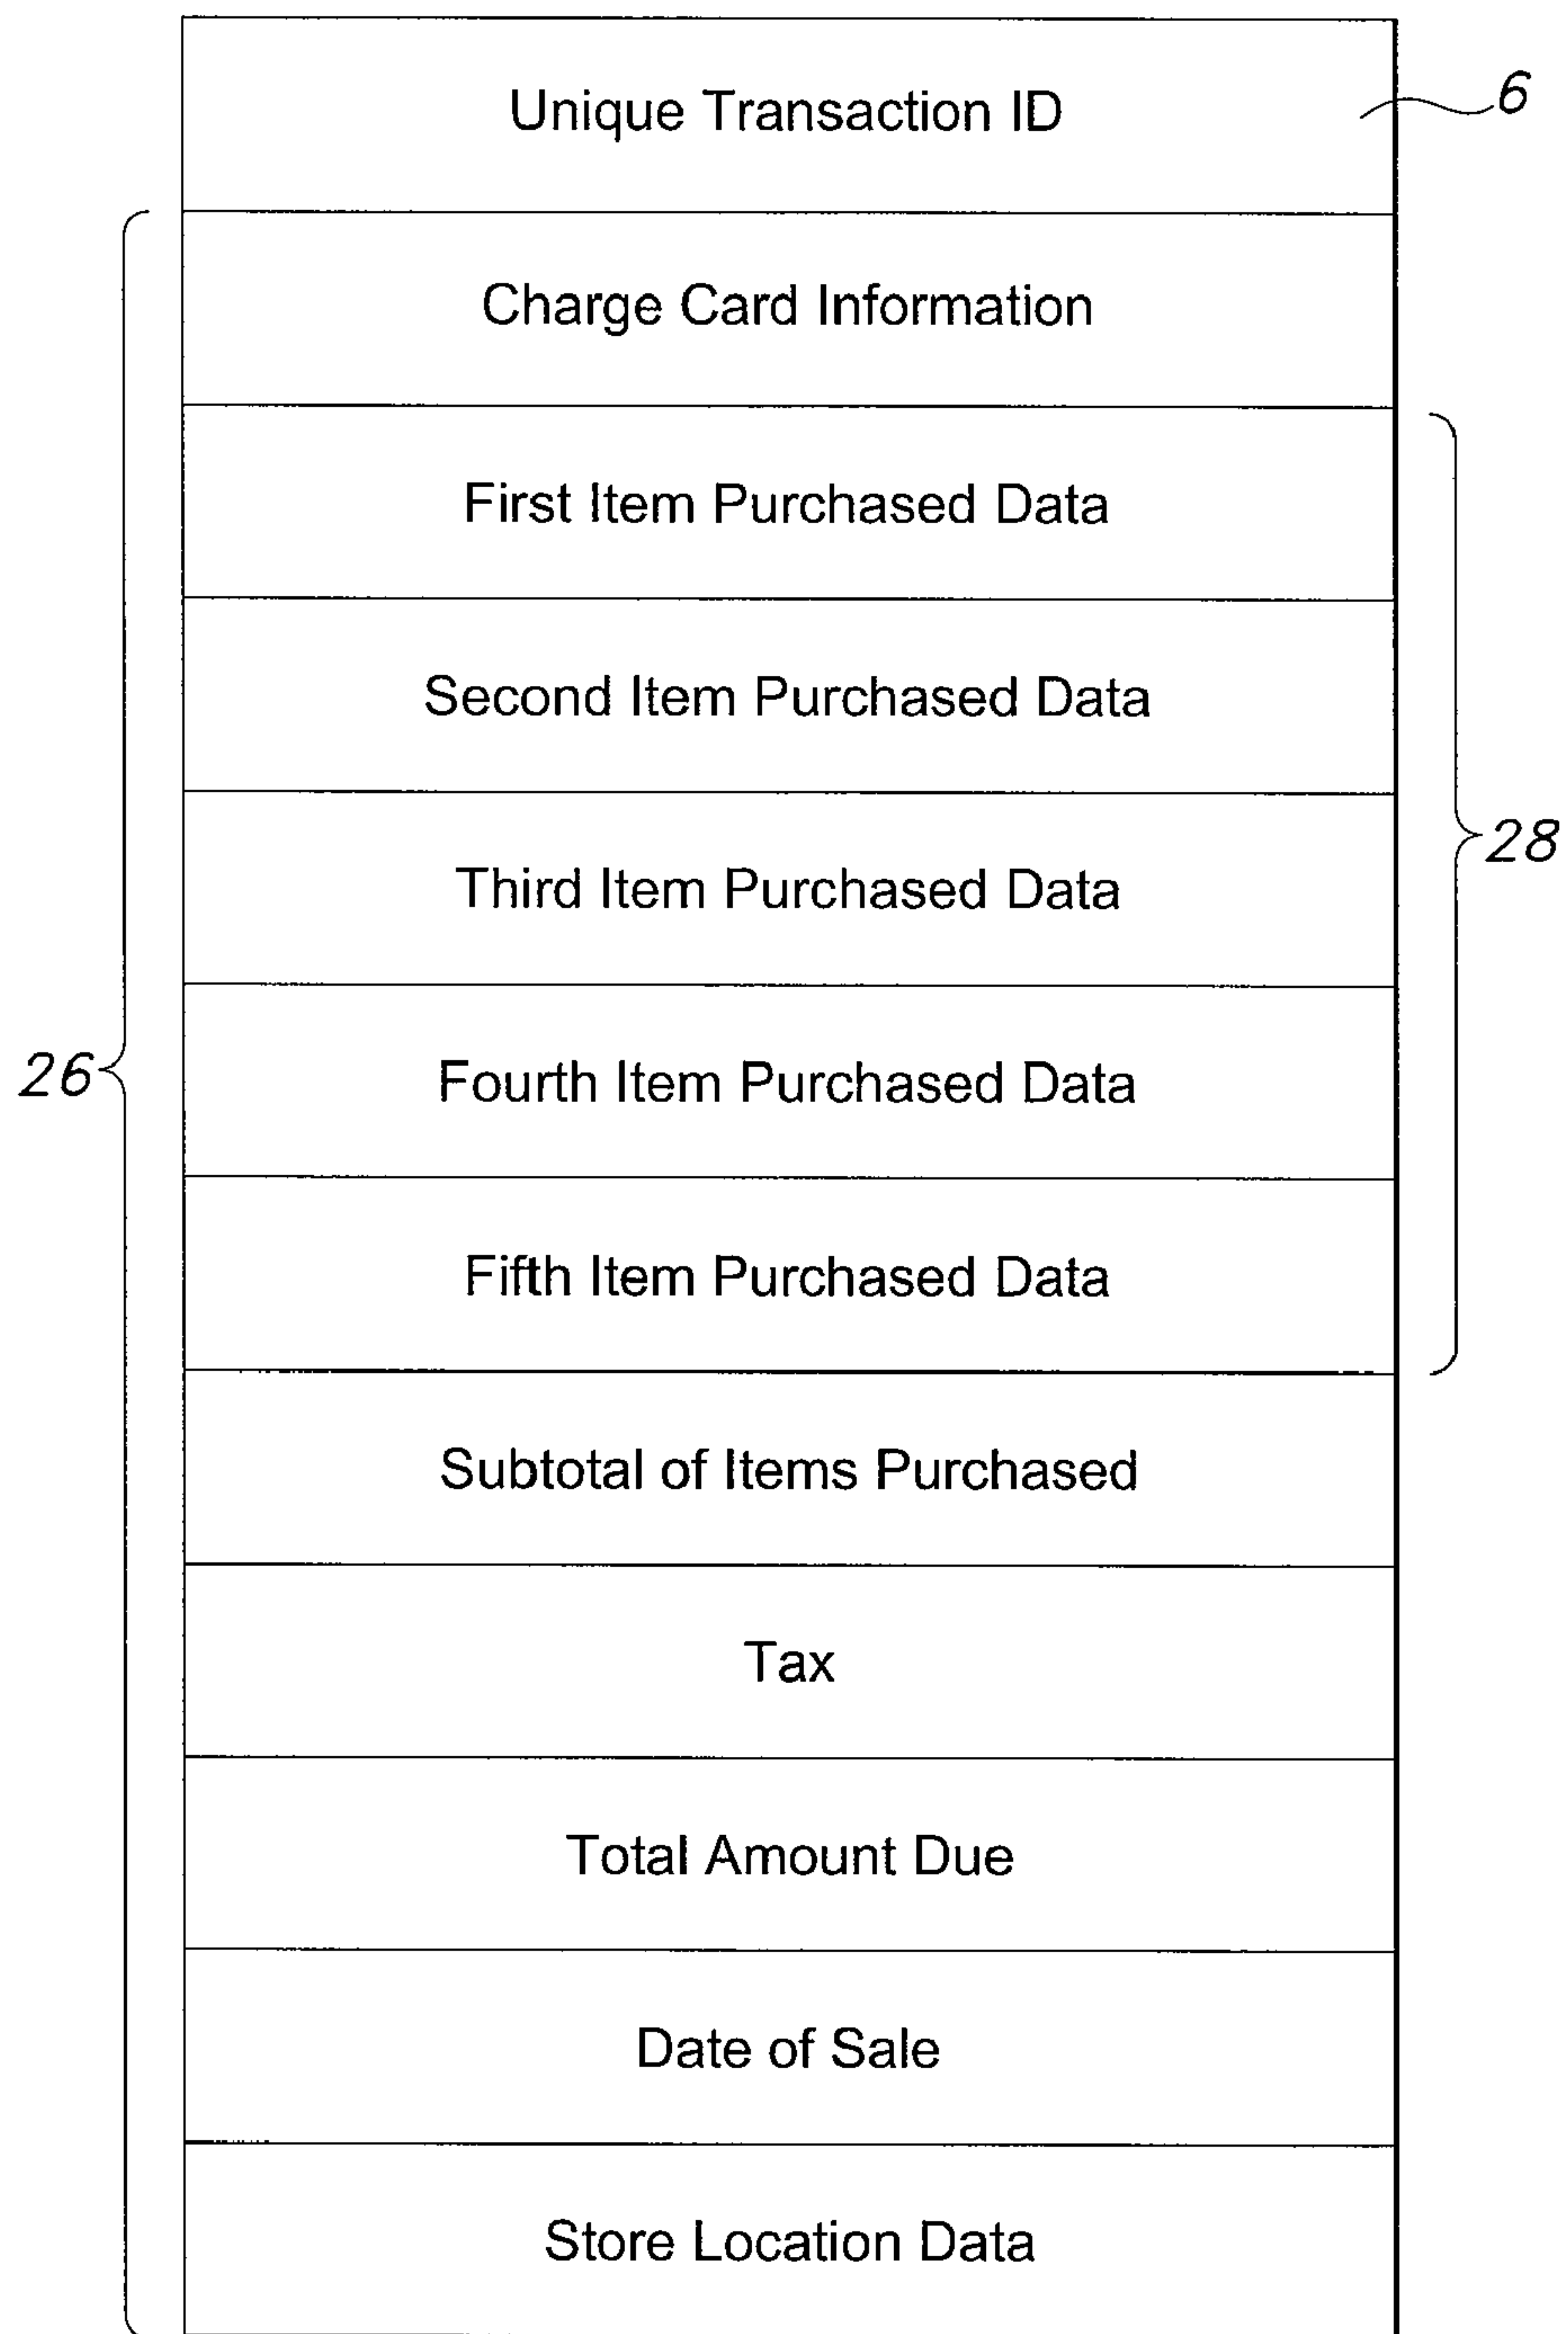 Unique Transaction ID
6
Charge Card Information
First Item Purchased Data
Second Item Purchased Data
Third Item Purchased Data
28
Fourth Item Purchased Data
26
Fifth Item Purchased Data
Subtotal of Items Purchased
Tax
Total Amount Due
Date of Sale
Store Location Data